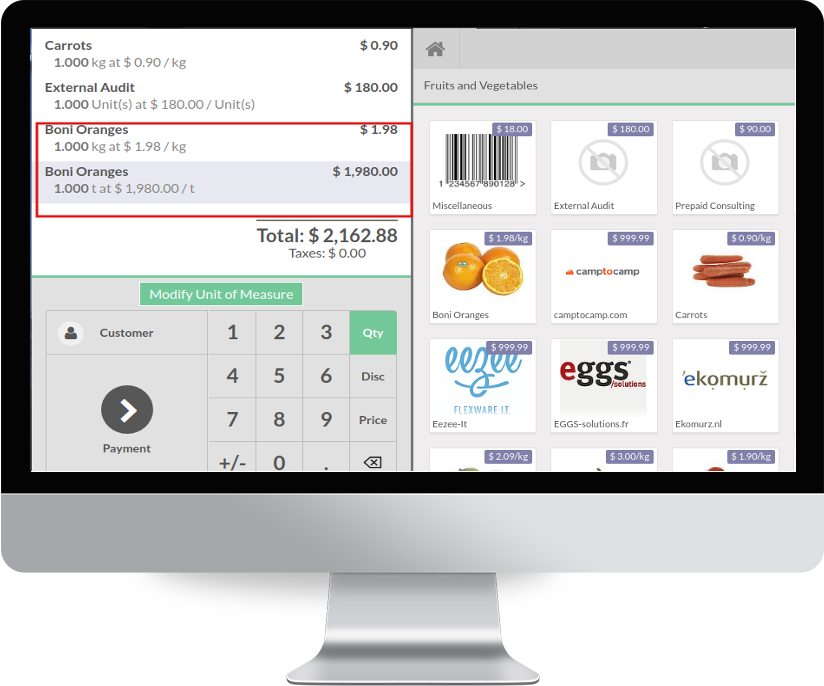 Carrots $ 0.90
1.000 kg at $ 0.90 / kg
External Audit $ 180.00
1.000 Unit(s) at $ 180.00 / Unit(s)
Boni Oranges $ 1.98
1.000 kg at $ 1.98 / kg
Boni Oranges $ 1,980.00
1.000 t at $ 1,980.00 / t
Total: $ 2,162.88
Taxes: $ 0.00
Modify Unit of Measure
Customer
1 2 3 Qty
4 5 6 Disc
7 8 9 Price
+/- 0 .
Payment
Fruits and Vegetables
$ 18.00
1 234567 890128 >
Miscellaneous
$ 180.00
External Audit
$ 90.00
Prepaid Consulting
$ 1.98/kg
Boni Oranges
$ 999.99
camptocamp
camptocamp.com
$ 0.90/kg
Carrots
$ 999.99
eezee
FLEXWARE I.T.
Eezee-It
$ 999.99
eggs
/solutions
EGGS-solutions.fr
$ 999.99
'ekomurz
Ekomurz.nl
$ 2.09/kg
$ 3.00/kg
$ 1.90/kg